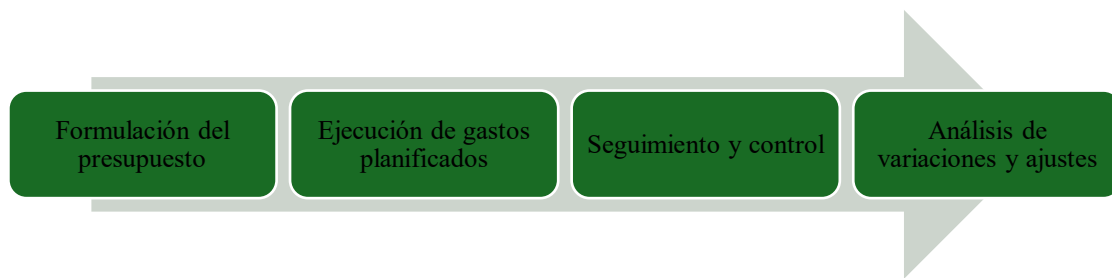 Formulación del
presupuesto
Ejecución de gastos
planificados
Seguimiento y control
Análisis de
variaciones y ajustes